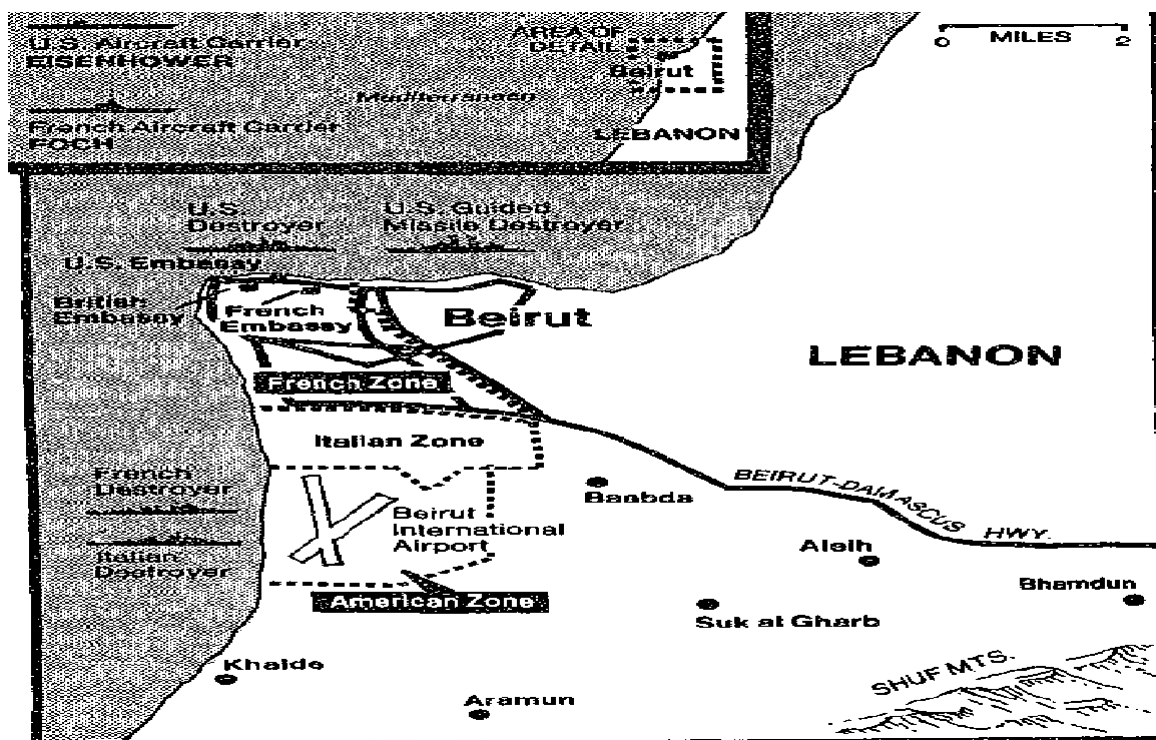 U.S. Aircraft Carrier
EISENHOWER
French Aircraft Carrier
FOCH
AREA OF
DETAIL
Beirut
Mediterranean
LEBANON
0 MILES 2
U.S.
Destroyer
U.S. Guided
Missile Destroyer
U.S. Embassy
British
Embassy
French
Embassy
Beirut
LEBANON
French Zone
Italian Zone
French
Destroyer
Italian
Destroyer
Beirut
International
Airport
American Zone
Baabda
BEIRUT-DAMASCUS HWY.
Aleih
Bhamdun
Suk al Gharb
SHUF MTS.
Khalde
Aramun